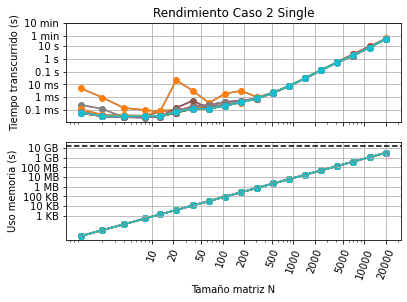 Rendimiento Caso 2 Single
Tiempo transcurrido (s)
10 min
1 min
10 s
1 s
0.1 s
10 ms
1 ms
0.1 ms
Uso memoria (s)
10 GB
1 GB
100 MB
10 MB
1 MB
100 KB
10 KB
1 KB
10
20
50
100
200
500
1000
2000
5000
10000
20000
Tamaño matriz N